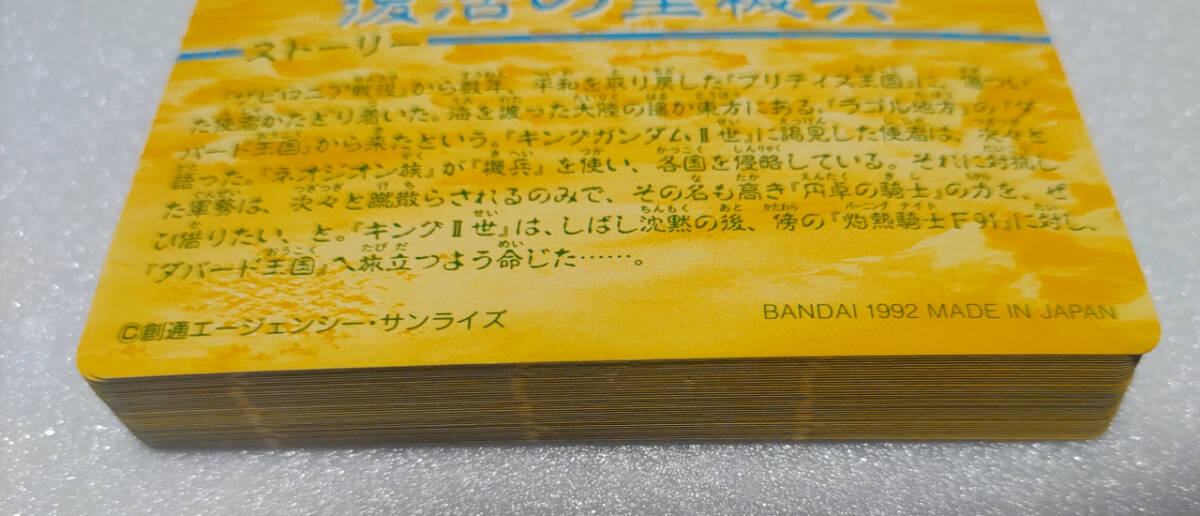 復活の聖機兵
ストーリー
『ザビロニア戦役』から数年、平和を取り戻した『ブリティス王国』に、傷つい
た使者がたどり着いた。海を渡った大陸の遥か東方にある、『ラゴル地方』の『ダ
バード王国』から来たという。『キングガンダムⅡ世』に謁見した使者は、次々と
語った。『ネオジオン族』が『機兵』を使い、各国を侵略している。それに対抗し
た軍勢は、次々と蹴散らされるのみで、その名も高き『円卓の騎士』の力を、ぜ
ひ借りたい、と。『キングⅡ世』は、しばし沈黙の後、傍の『灼熱騎士F91』に対し、
『ダバード王国』へ旅立つよう命じた……。
©創通エージェンシー・サンライズ
BANDAI 1992 MADE IN JAPAN